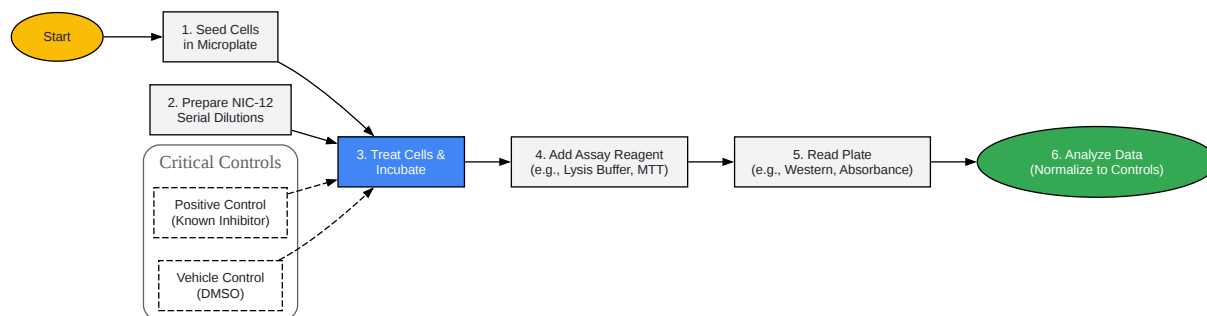 Start
1. Seed Cells
in Microplate
2. Prepare NIC-12
Serial Dilutions
Critical Controls
Positive Control
(Known Inhibitor)
Vehicle Control
(DMSO)
3. Treat Cells &
Incubate
4. Add Assay Reagent
(e.g., Lysis Buffer, MTT)
5. Read Plate
(e.g., Western, Absorbance)
6. Analyze Data
(Normalize to Controls)